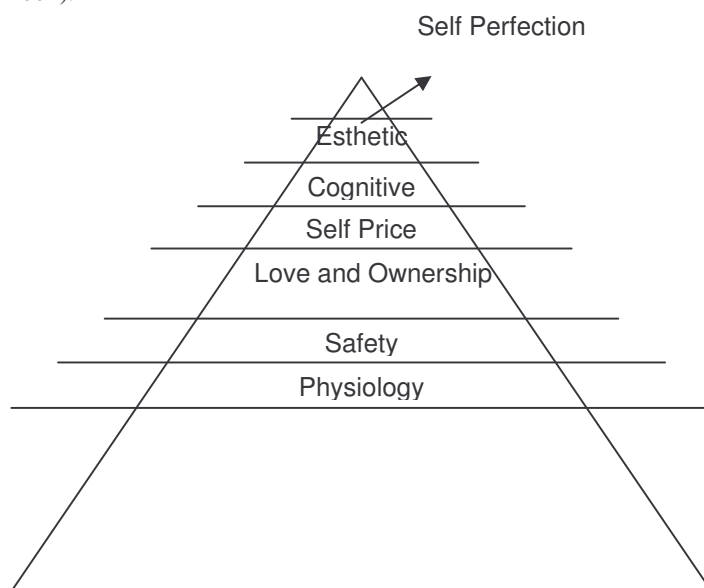 Self Perfection
Esthetic
Cognitive
Self Price
Love and Ownership
Safety
Physiology